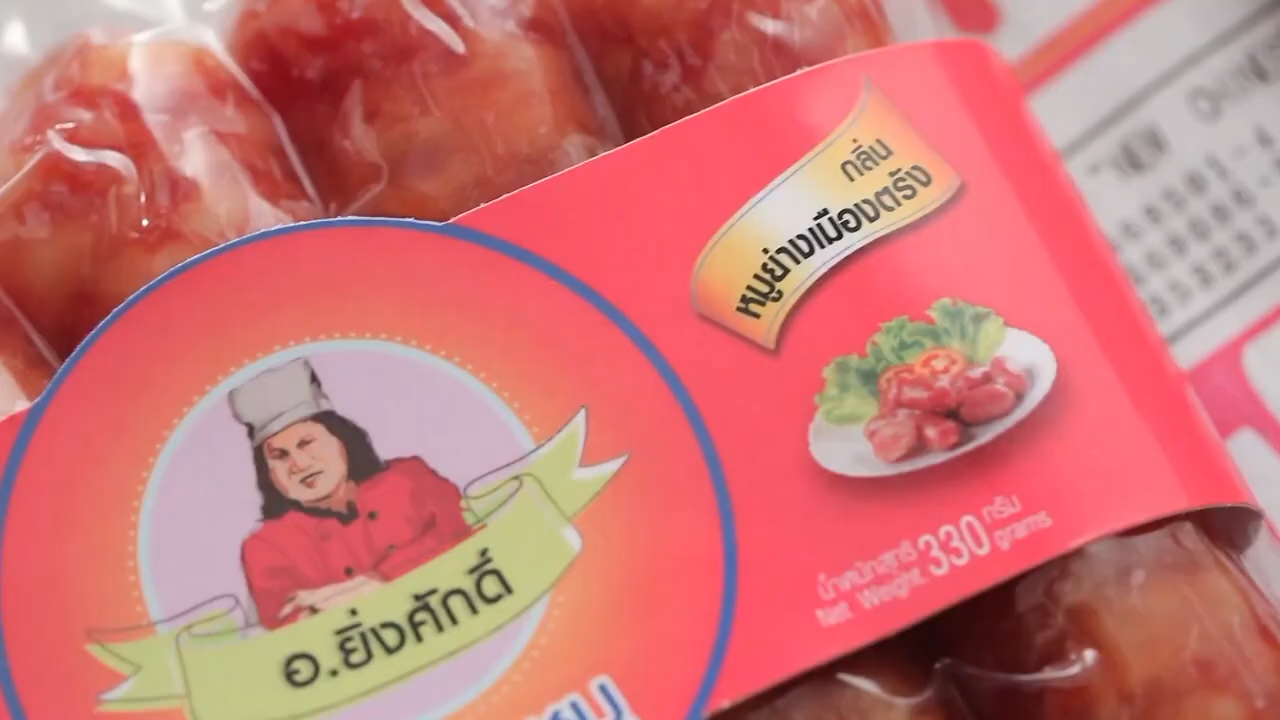 กลิ่น
หมูย่างเมืองตรัง
อ.ยิ่งศักดิ์
น้ำหนักสุทธิ 330 กรัม
Net Weight. grams